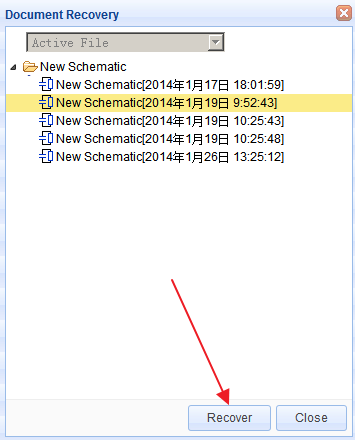 Document Recovery
Active File
New Schematic
New Schematic[2014年1月17日 18:01:59]
New Schematic[2014年1月19日 9:52:43]
New Schematic[2014年1月19日 10:25:43]
New Schematic[2014年1月19日 10:25:48]
New Schematic[2014年1月26日 13:25:12]
Recover Close